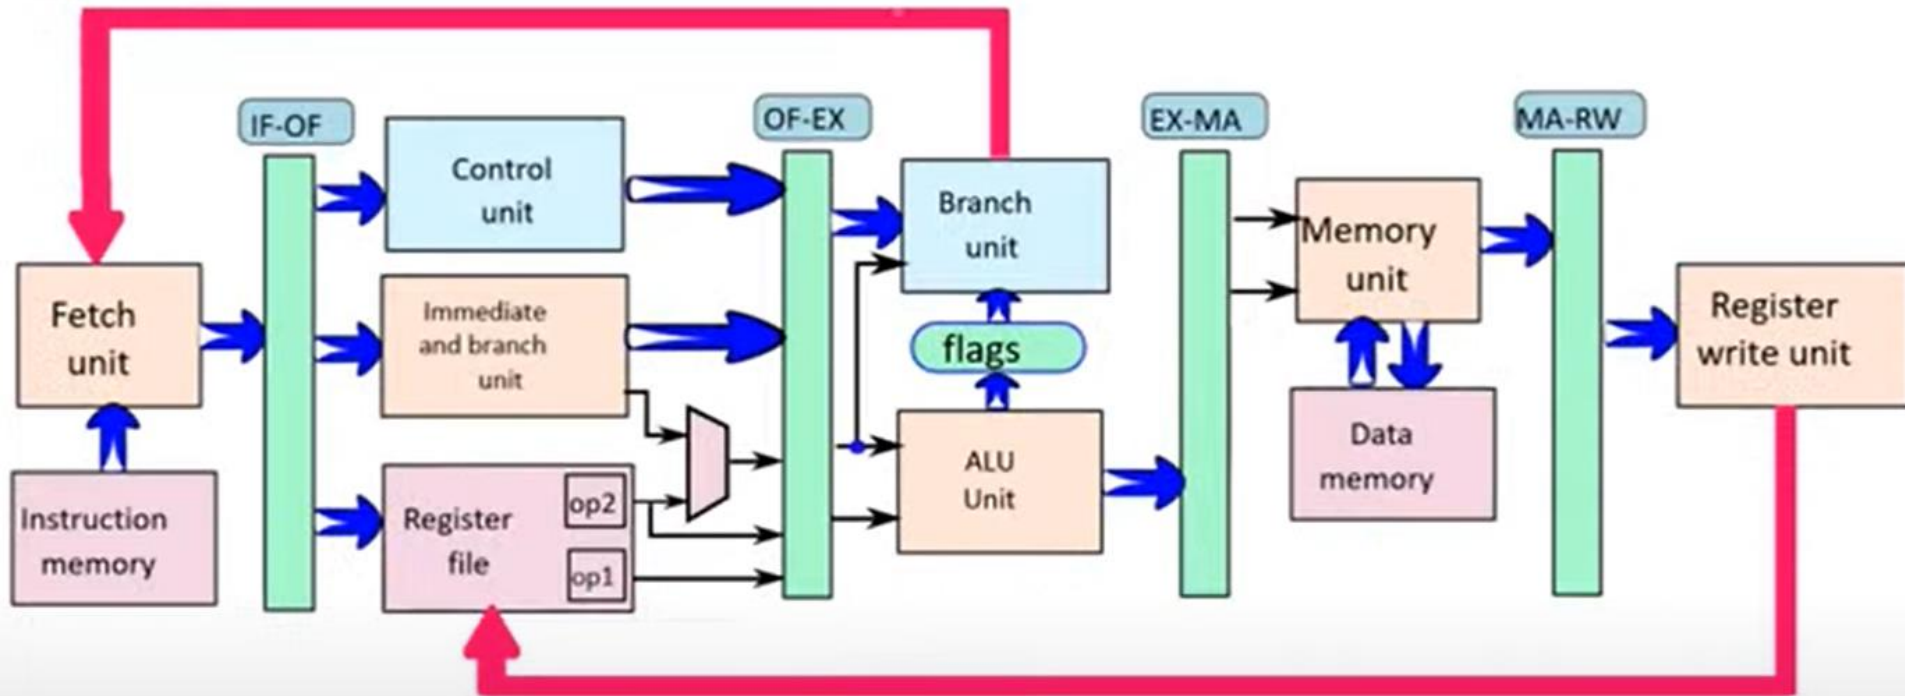 IF-OF
OF-EX
EX-MA
MA-RW
Control
unit
Branch
unit
Memory
unit
Fetch
unit
Immediate
and branch
unit
flags
Register
write unit
Instruction
memory
Register
file
op2
op1
ALU
Unit
Data
memory